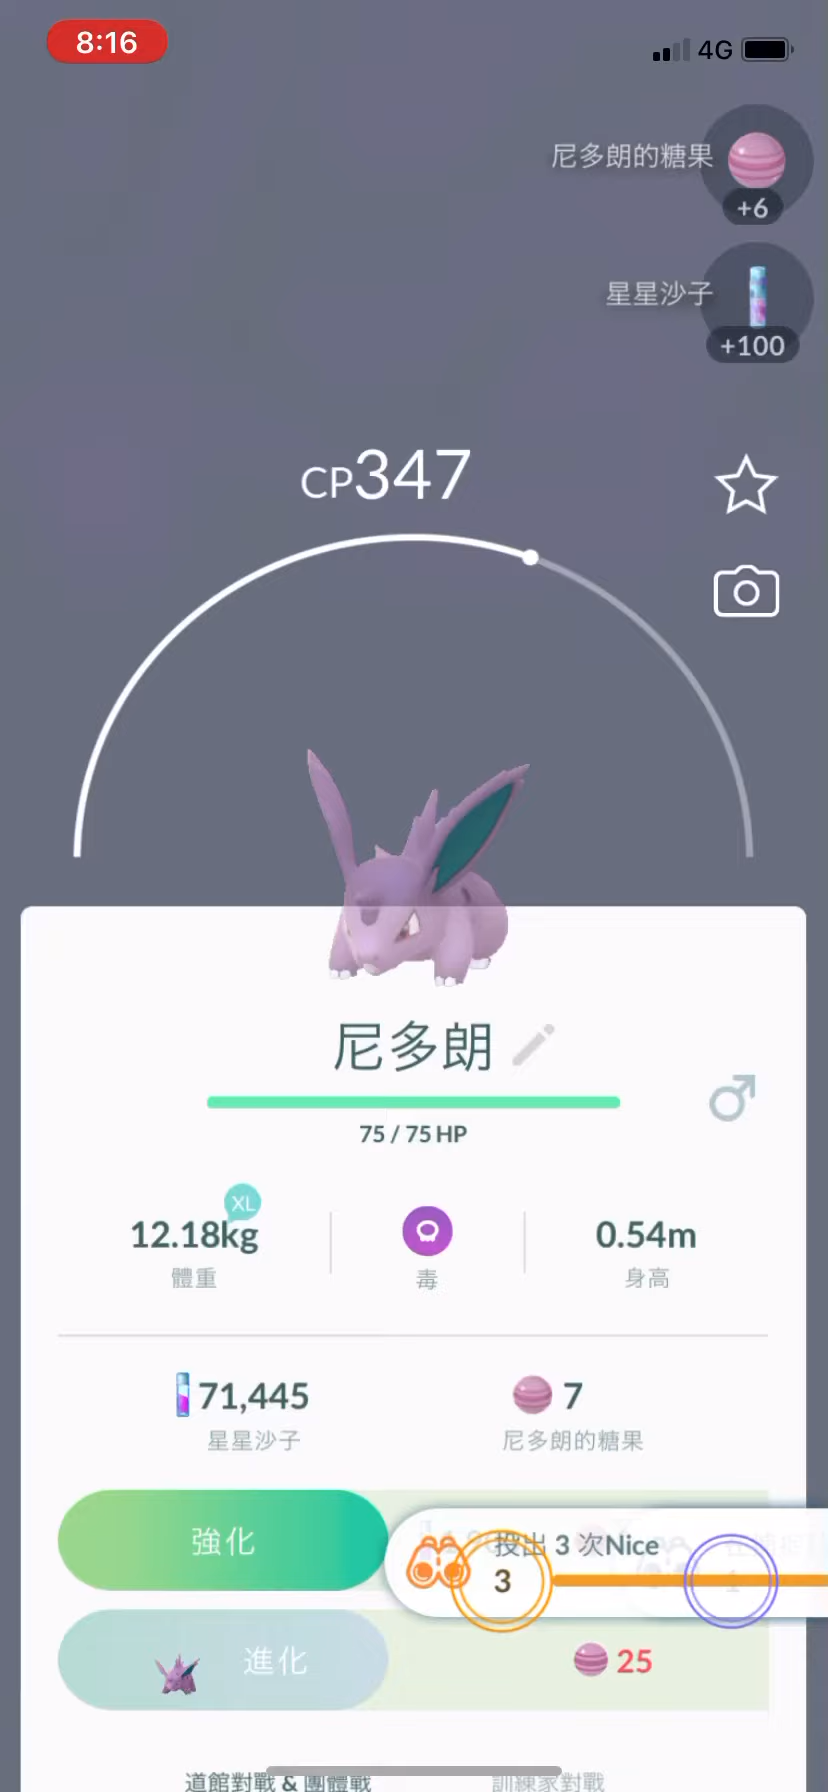 8:16
4G
尼多朗的糖果
+6
星星沙子
+100
CP347
尼多朗
75 / 75 HP
XL
12.18kg
0.54m
體重
毒
身高
71,445
7
星星沙子
尼多朗的糖果
強化
投出 3 次Nice
3
1
進化
25
道館對戰 & 團體戰
訓練家對戰